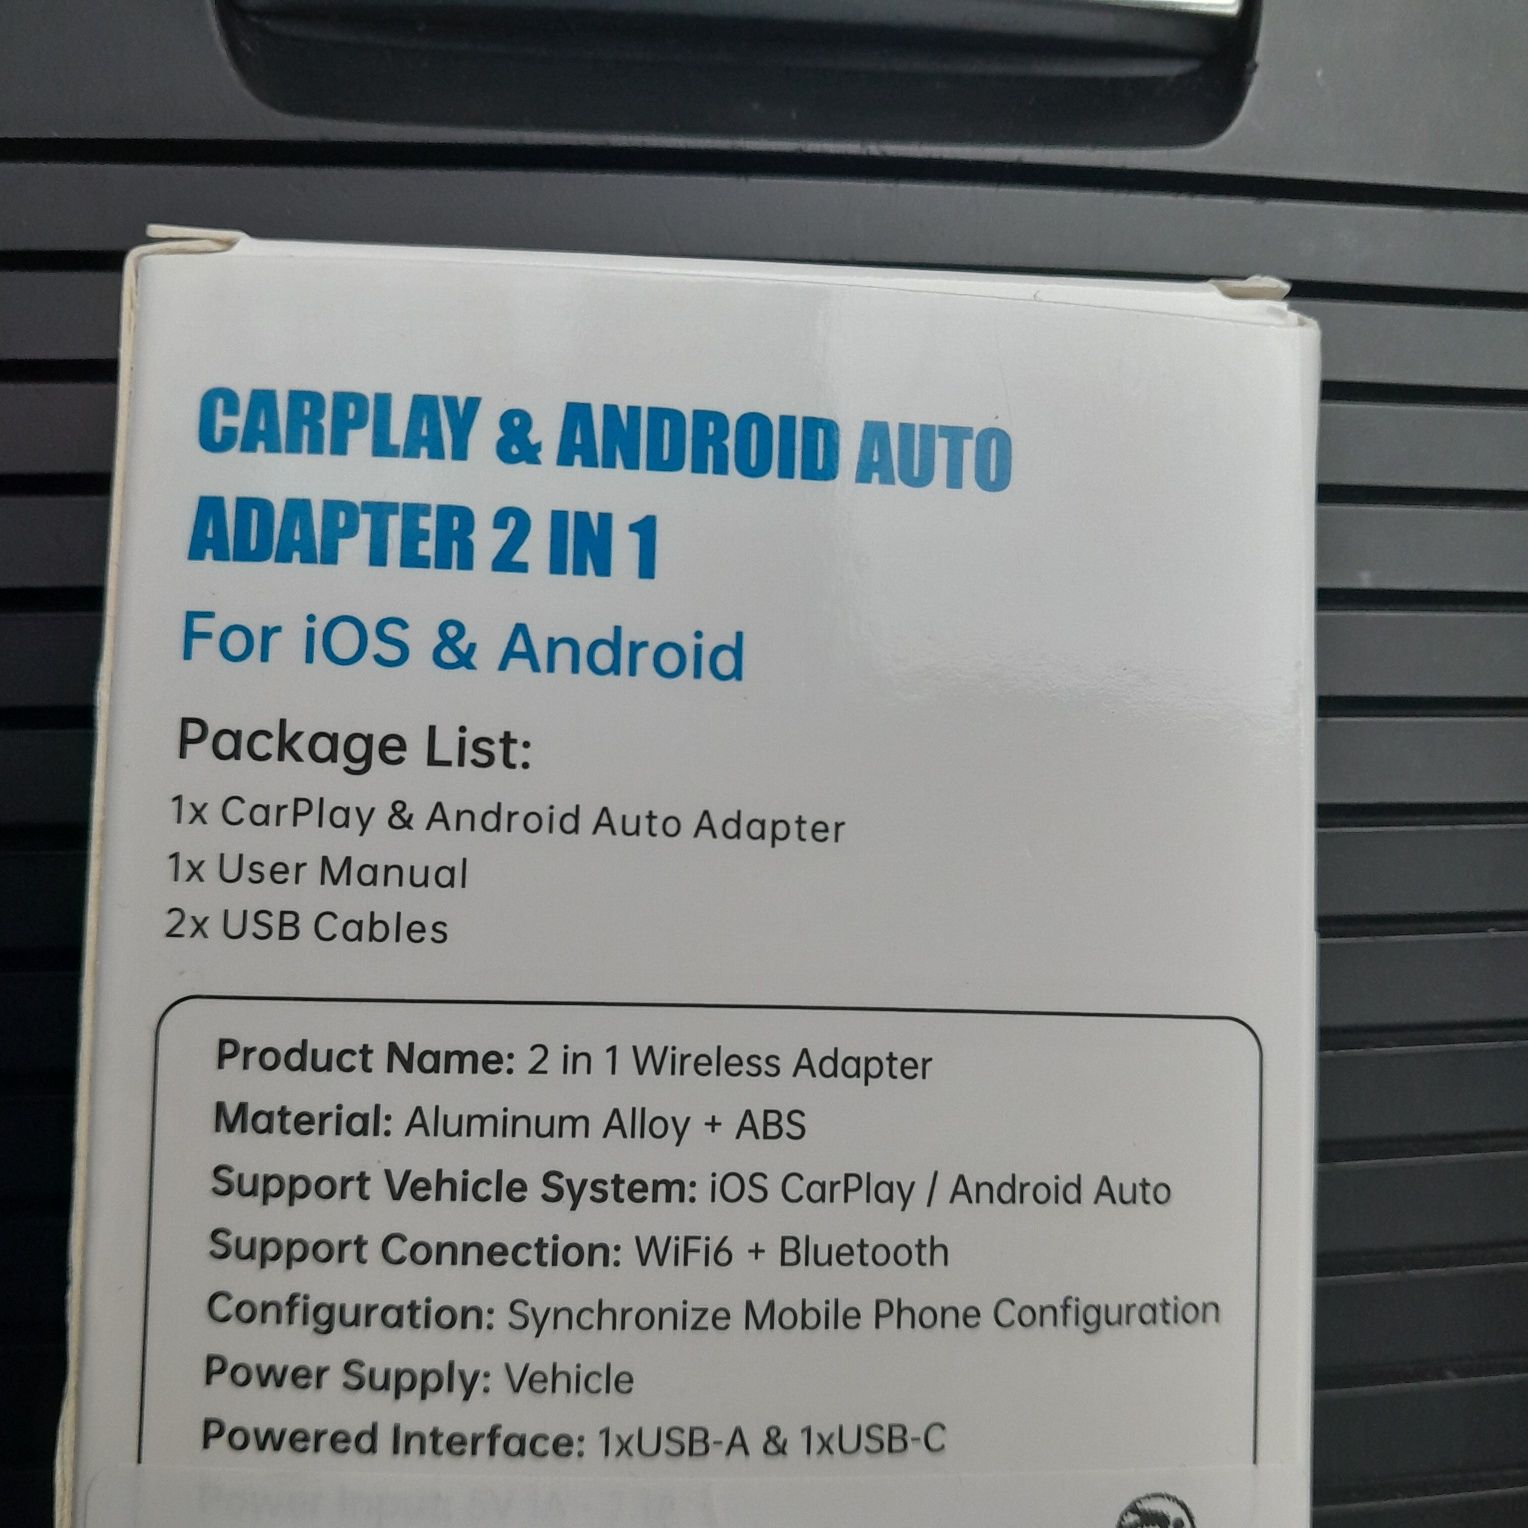 CARPLAY & ANDROID AUTO
ADAPTER 2 IN 1
For iOS & Android
Package List:
1x CarPlay & Android Auto Adapter
1x User Manual
2x USB Cables
Product Name: 2 in 1 Wireless Adapter
Material: Aluminum Alloy + ABS
Support Vehicle System: iOS CarPlay / Android Auto
Support Connection: WiFi6 + Bluetooth
Configuration: Synchronize Mobile Phone Configuration
Power Supply: Vehicle
Powered Interface: 1xUSB-A & 1xUSB-C
Power Input: